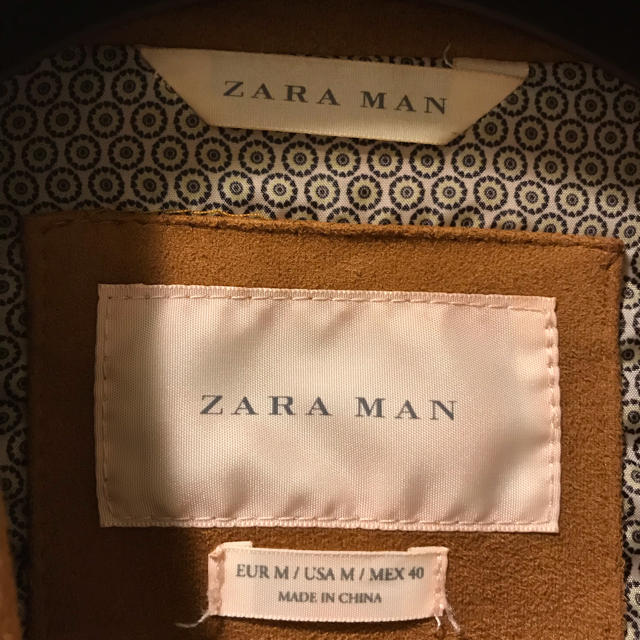 ZARA MAN
ZARA MAN
EUR M / USA M / MEX 40
MADE IN CHINA